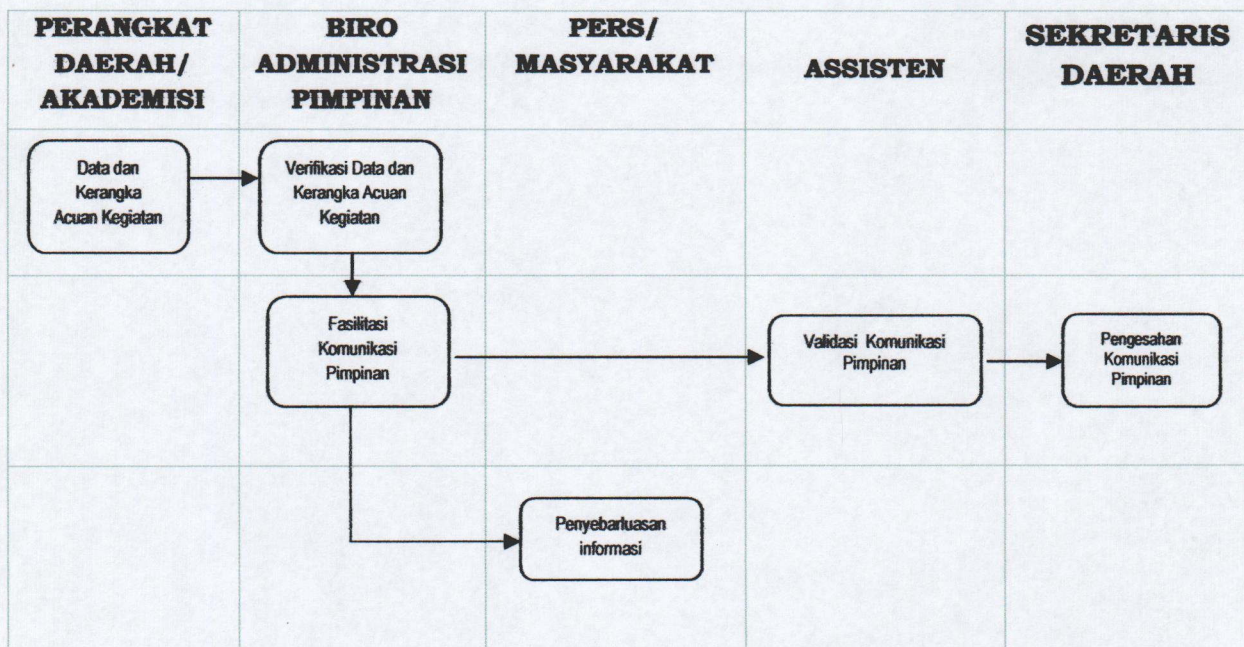 PERANGKAT
DAERAH/
AKADEMISI
BIRO
ADMINISTRASI
PIMPINAN
PERS/
MASYARAKAT
ASSISTEN
SEKRETARIS
DAERAH
Data dan
Kerangka
Acuan Kegiatan
Verifikasi Data dan
Kerangka Acuan
Kegiatan
Fasilitasi
Komunikasi
Pimpinan
Validasi Komunikasi
Pimpinan
Pengesahan
Komunikasi
Pimpinan
Penyebarluasan
informasi